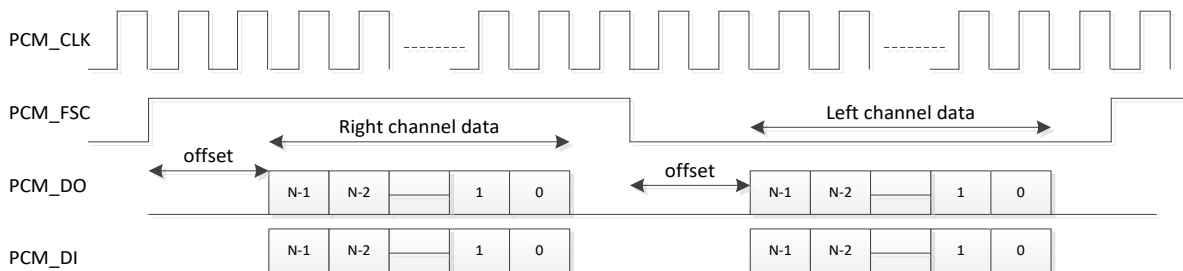 PCM_CLK
PCM_FSC
Right channel data
Left channel data
offset
offset
PCM_DO
N-1 N-2 1 0 N-1 N-2 1 0
PCM_DI
N-1 N-2 1 0 N-1 N-2 1 0